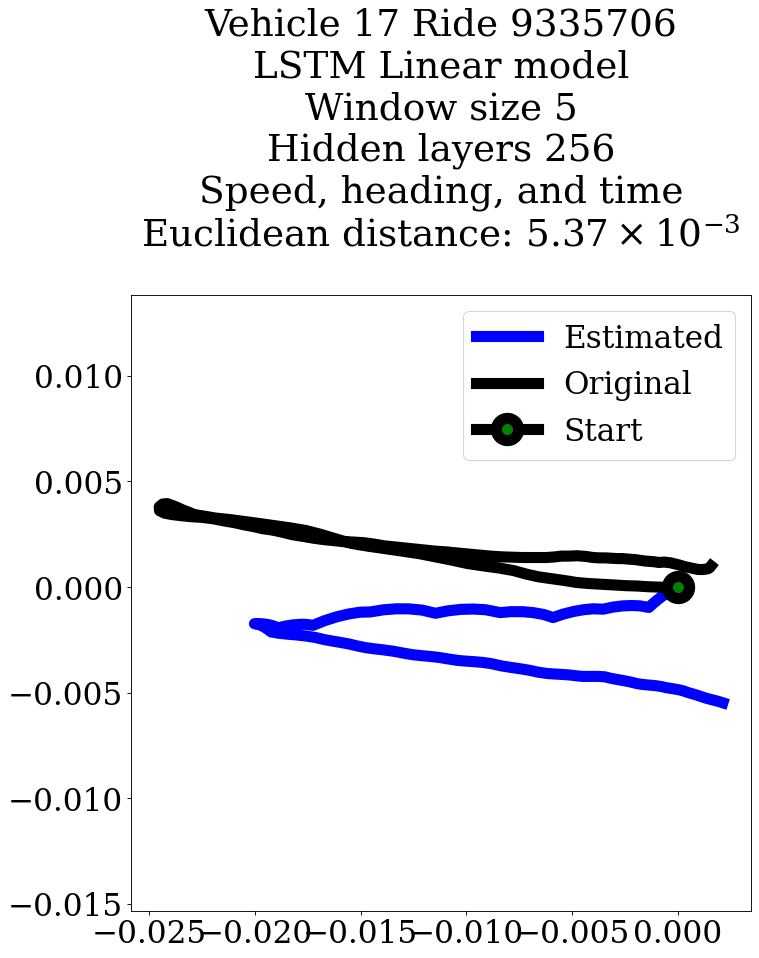 Vehicle 17 Ride 9335706
LSTM Linear model
Window size 5
Hidden layers 256
Speed, heading, and time
Euclidean distance: 5.37 × 10⁻³
Estimated
Original
Start
0.010
0.005
0.000
−0.005
−0.010
−0.015
−0.025 −0.020 −0.015 −0.010 −0.005 0.000